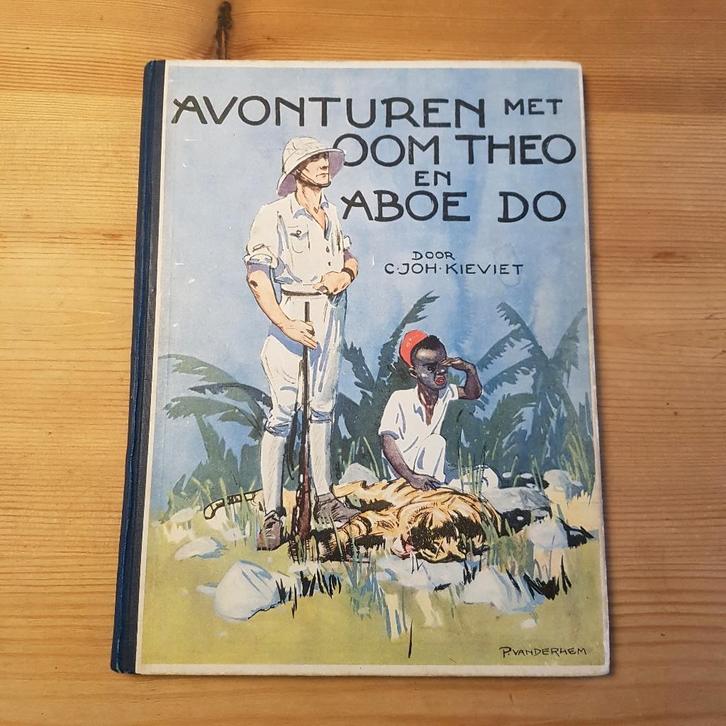 AVONTUREN MET
OOM THEO
EN
ABOE DO
DOOR
C. JOH. KIEVIET
P. VANDERHEM